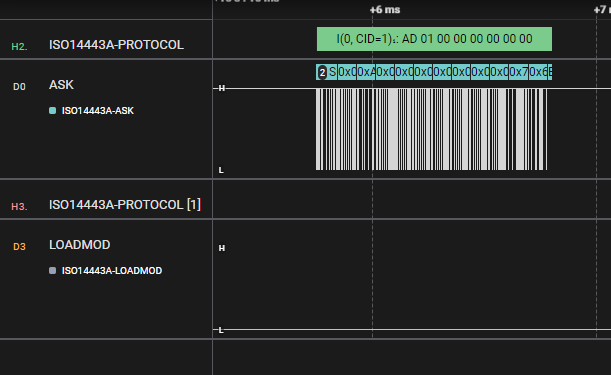 +6 ms
+7 m
H2. ISO14443A-PROTOCOL
I(0, CID=1)₁: AD 01 00 00 00 00 00 00
2 S 0x0 0xA 0x0 0x0 0x0 0x0 0x0 0x0 0x0 0x7 0x6E
D0 ASK
H
ISO14443A-ASK
L
H3. ISO14443A-PROTOCOL [1]
D3 LOADMOD
H
ISO14443A-LOADMOD
L